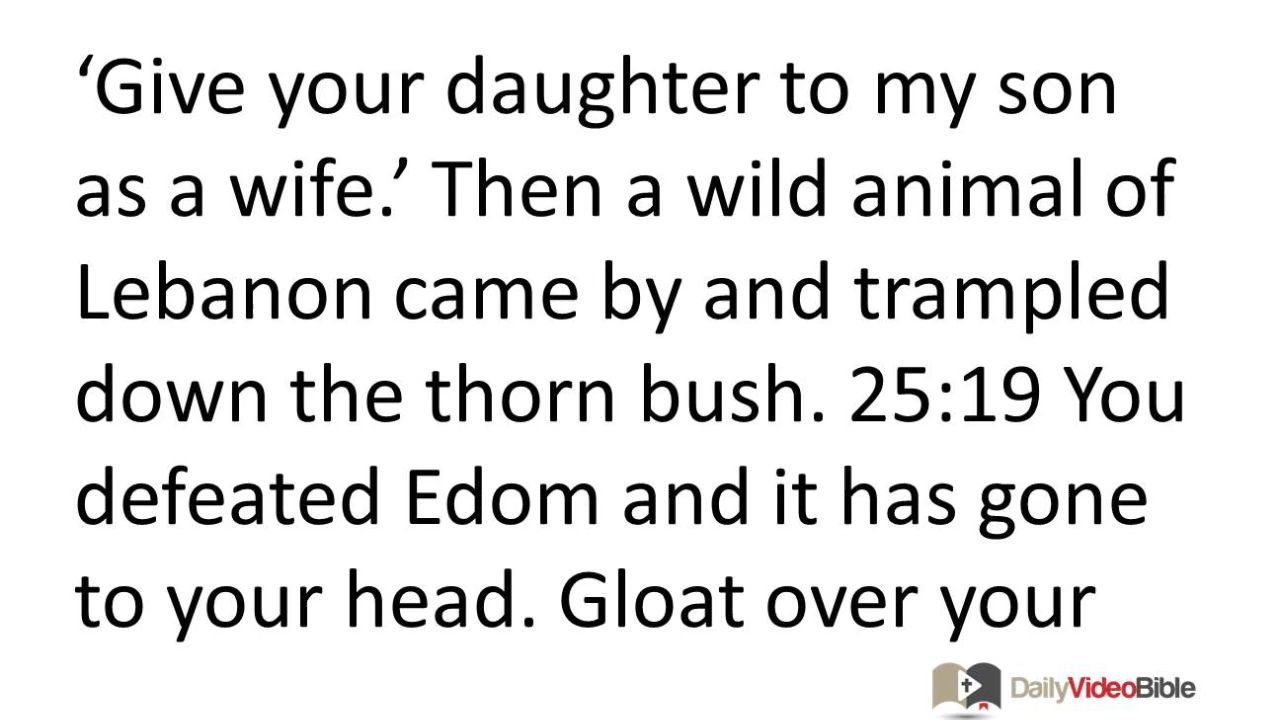 ‘Give your daughter to my son
as a wife.’ Then a wild animal of
Lebanon came by and trampled
down the thorn bush. 25:19 You
defeated Edom and it has gone
to your head. Gloat over your
DailyVideoBible